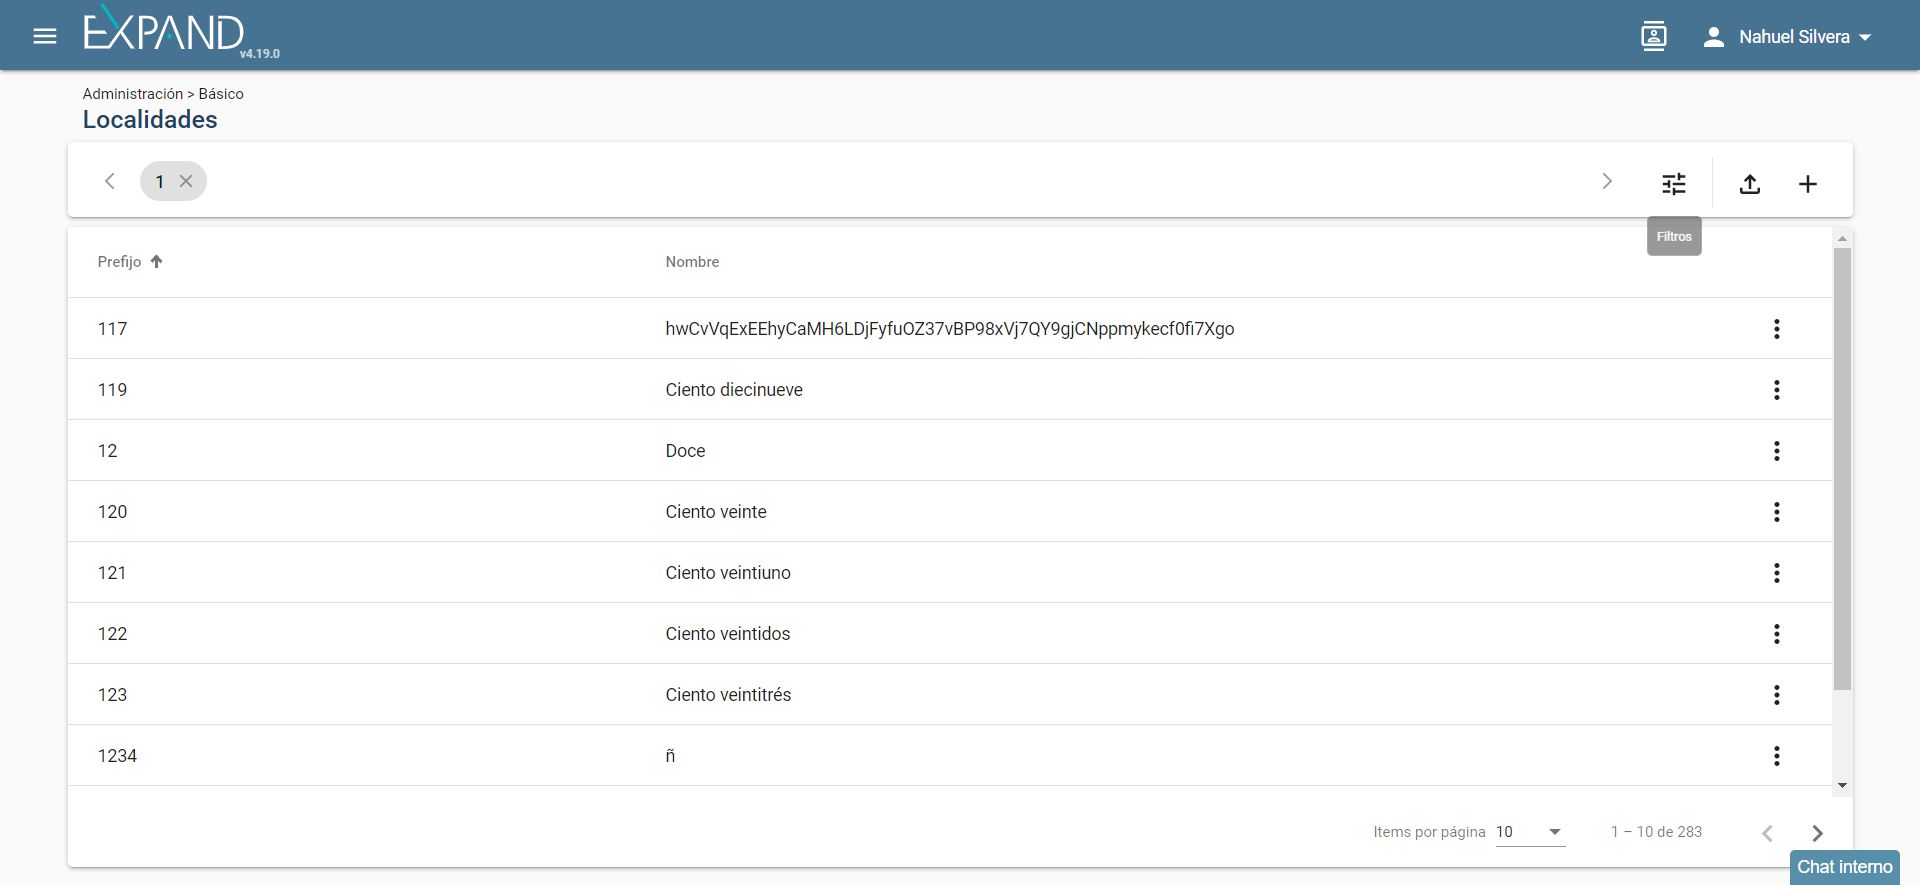 EXPAND
v4.19.0
Nahuel Silvera
Administración > Básico
Localidades
1
Filtros
Prefijo Nombre
117 hwCvVqExEEhyCaMH6LDjFyfuOZ37vBP98xVj7QY9gjCNppmykecf0fi7Xgo
119 Ciento diecinueve
12 Doce
120 Ciento veinte
121 Ciento veintiuno
122 Ciento veintidos
123 Ciento veintitrés
1234 ñ
Items por página 10 1 – 10 de 283
Chat interno